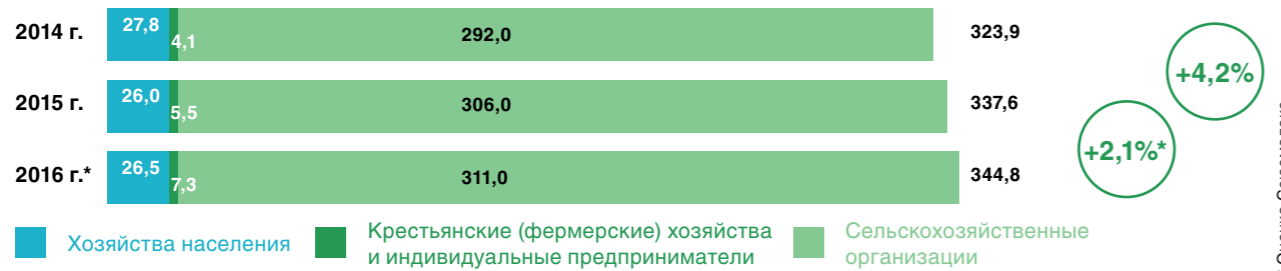 2014 г. 27,8 4,1 292,0 323,9
+4,2%
2015 г. 26,0 5,5 306,0 337,6
+2,1%*
2016 г.* 26,5 7,3 311,0 344,8
Хозяйства населения
Крестьянские (фермерские) хозяйства
и индивидуальные предприниматели
Сельскохозяйственные
организации